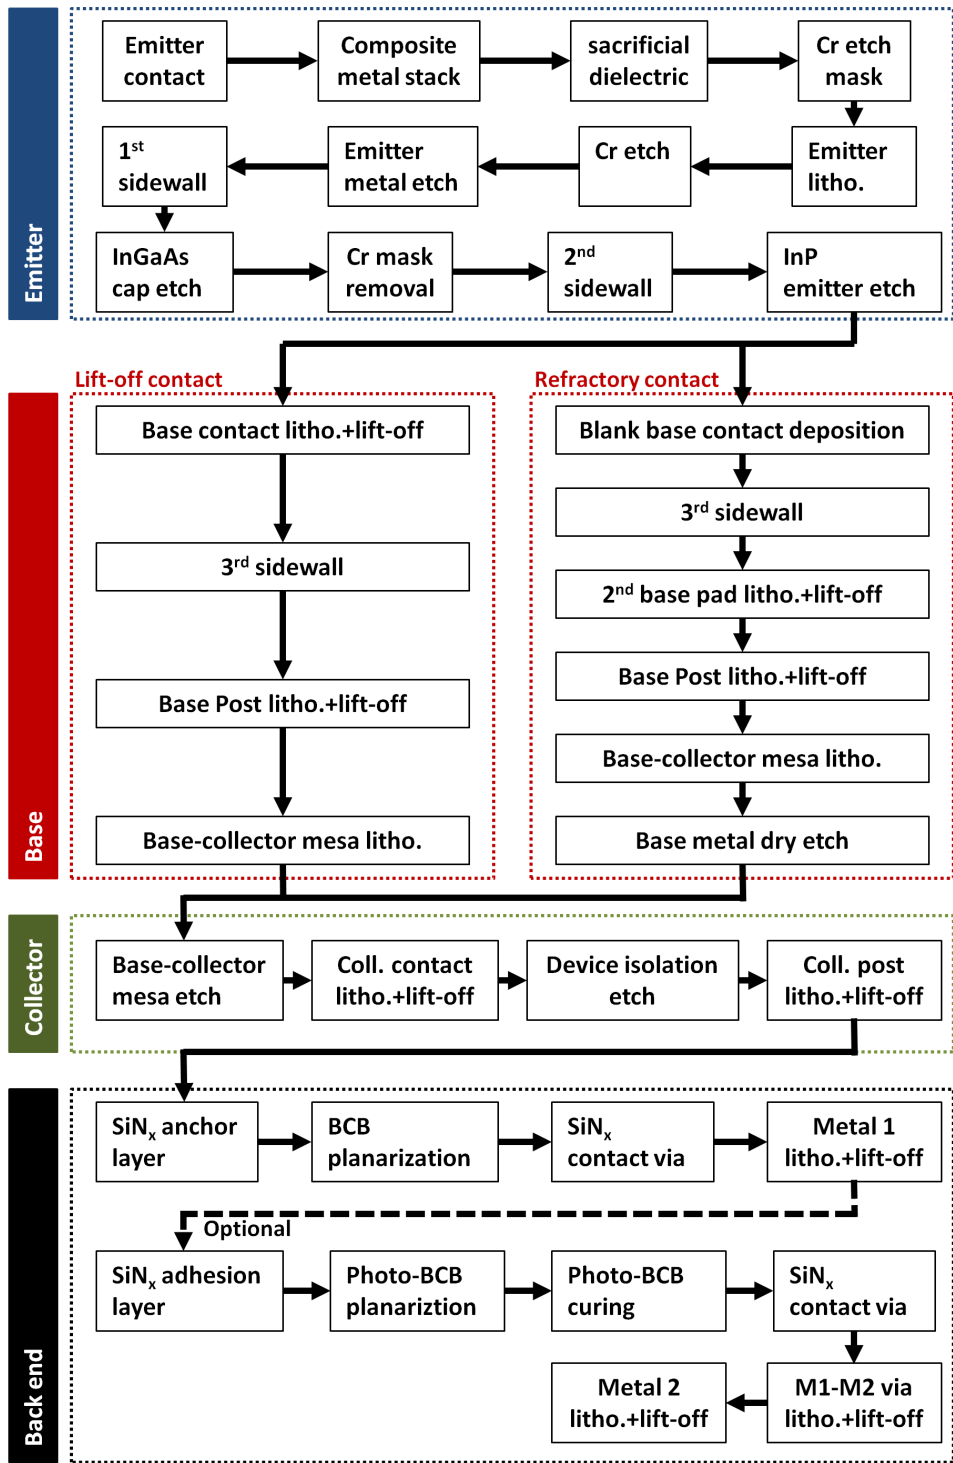 Emitter
Emitter
contact
Composite
metal stack
sacrificial
dielectric
Cr etch
mask
1st
sidewall
Emitter
metal etch
Cr etch
Emitter
litho.
InGaAs
cap etch
Cr mask
removal
2nd
sidewall
InP
emitter etch
Base
Lift-off contact
Base contact litho.+lift-off
3rd sidewall
Base Post litho.+lift-off
Base-collector mesa litho.
Refractory contact
Blank base contact deposition
3rd sidewall
2nd base pad litho.+lift-off
Base Post litho.+lift-off
Base-collector mesa litho.
Base metal dry etch
Collector
Base-collector
mesa etch
Coll. contact
litho.+lift-off
Device isolation
etch
Coll. post
litho.+lift-off
Back end
SiNx anchor
layer
BCB
planarization
SiNx
contact via
Metal 1
litho.+lift-off
Optional
SiNx adhesion
layer
Photo-BCB
planariztion
Photo-BCB
curing
SiNx
contact via
Metal 2
litho.+lift-off
M1-M2 via
litho.+lift-off